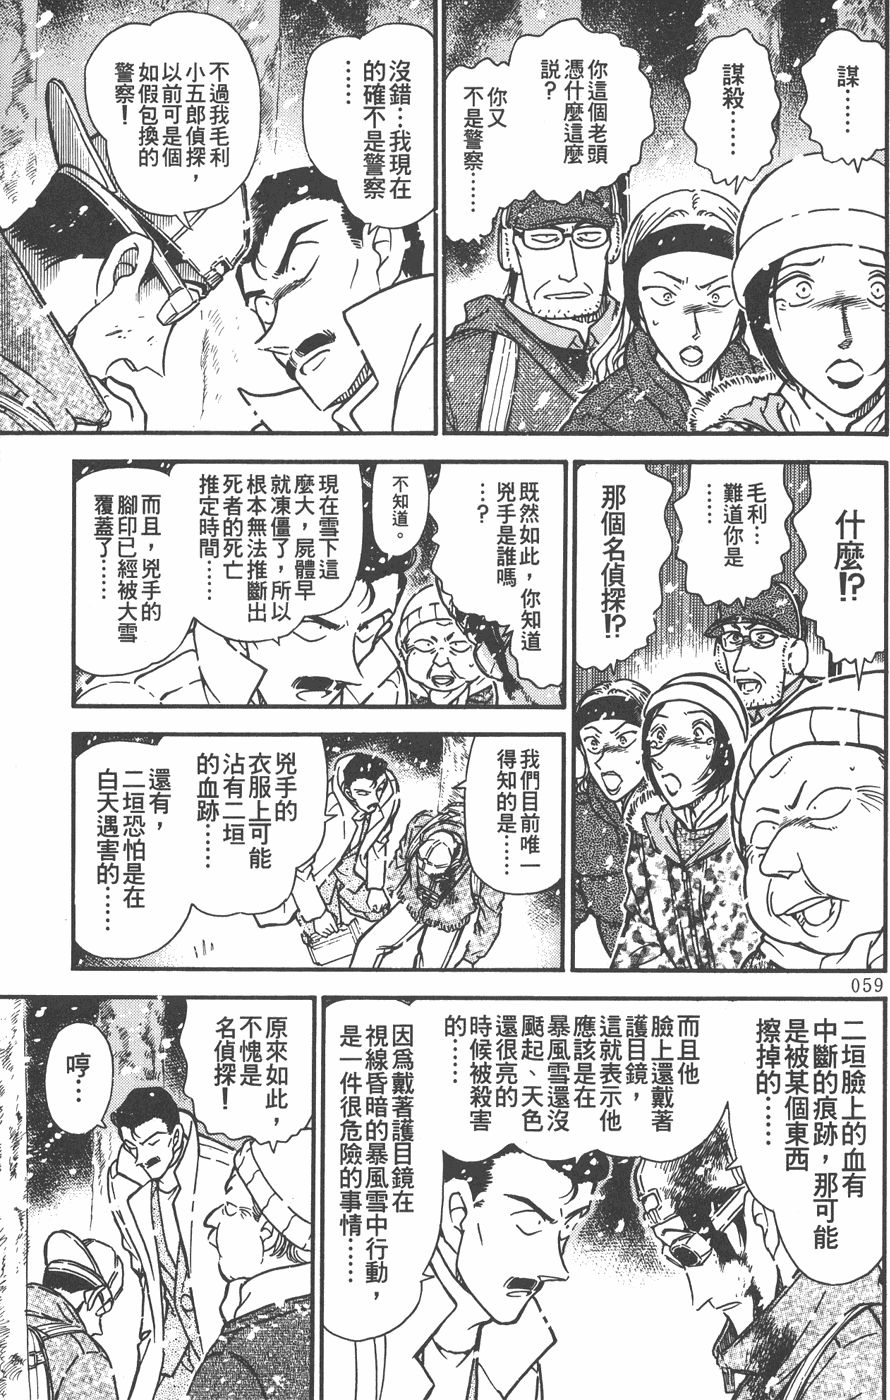 謀……
謀殺…
你這個老頭
憑什麼這麼
說？
你又
不是警察……
沒錯…我現在
的確不是警察
……
不過我毛利
小五郎偵探，
以前可是個
如假包換的
警察！
什麼!?
毛利…
難道你是
……
那個名偵探!?
既然如此，你知道
兇手是誰嗎
…？
不知道。
現在雪下這
麼大，屍體早
就凍僵了，所以
根本無法推斷出
死者的死亡
推定時間……
而且，兇手的
腳印已經被大雪
覆蓋了……
我們目前唯一
得知的是……
兇手的
衣服上可能
沾有二垣
的血跡……
還有，
二垣恐怕是在
白天遇害的……
059
二垣臉上的血有
中斷的痕跡，那可能
是被某個東西
擦掉的……
而且他
臉上還戴著
護目鏡，
這就表示他
應該是在
暴風雪還沒
颳起、天色
還很亮的
時候被殺害
的…
因為戴著護目鏡在
視線昏暗的暴風雪中行動，
是一件很危險的事情……
原來如此，
不愧是
名偵探！
哼…